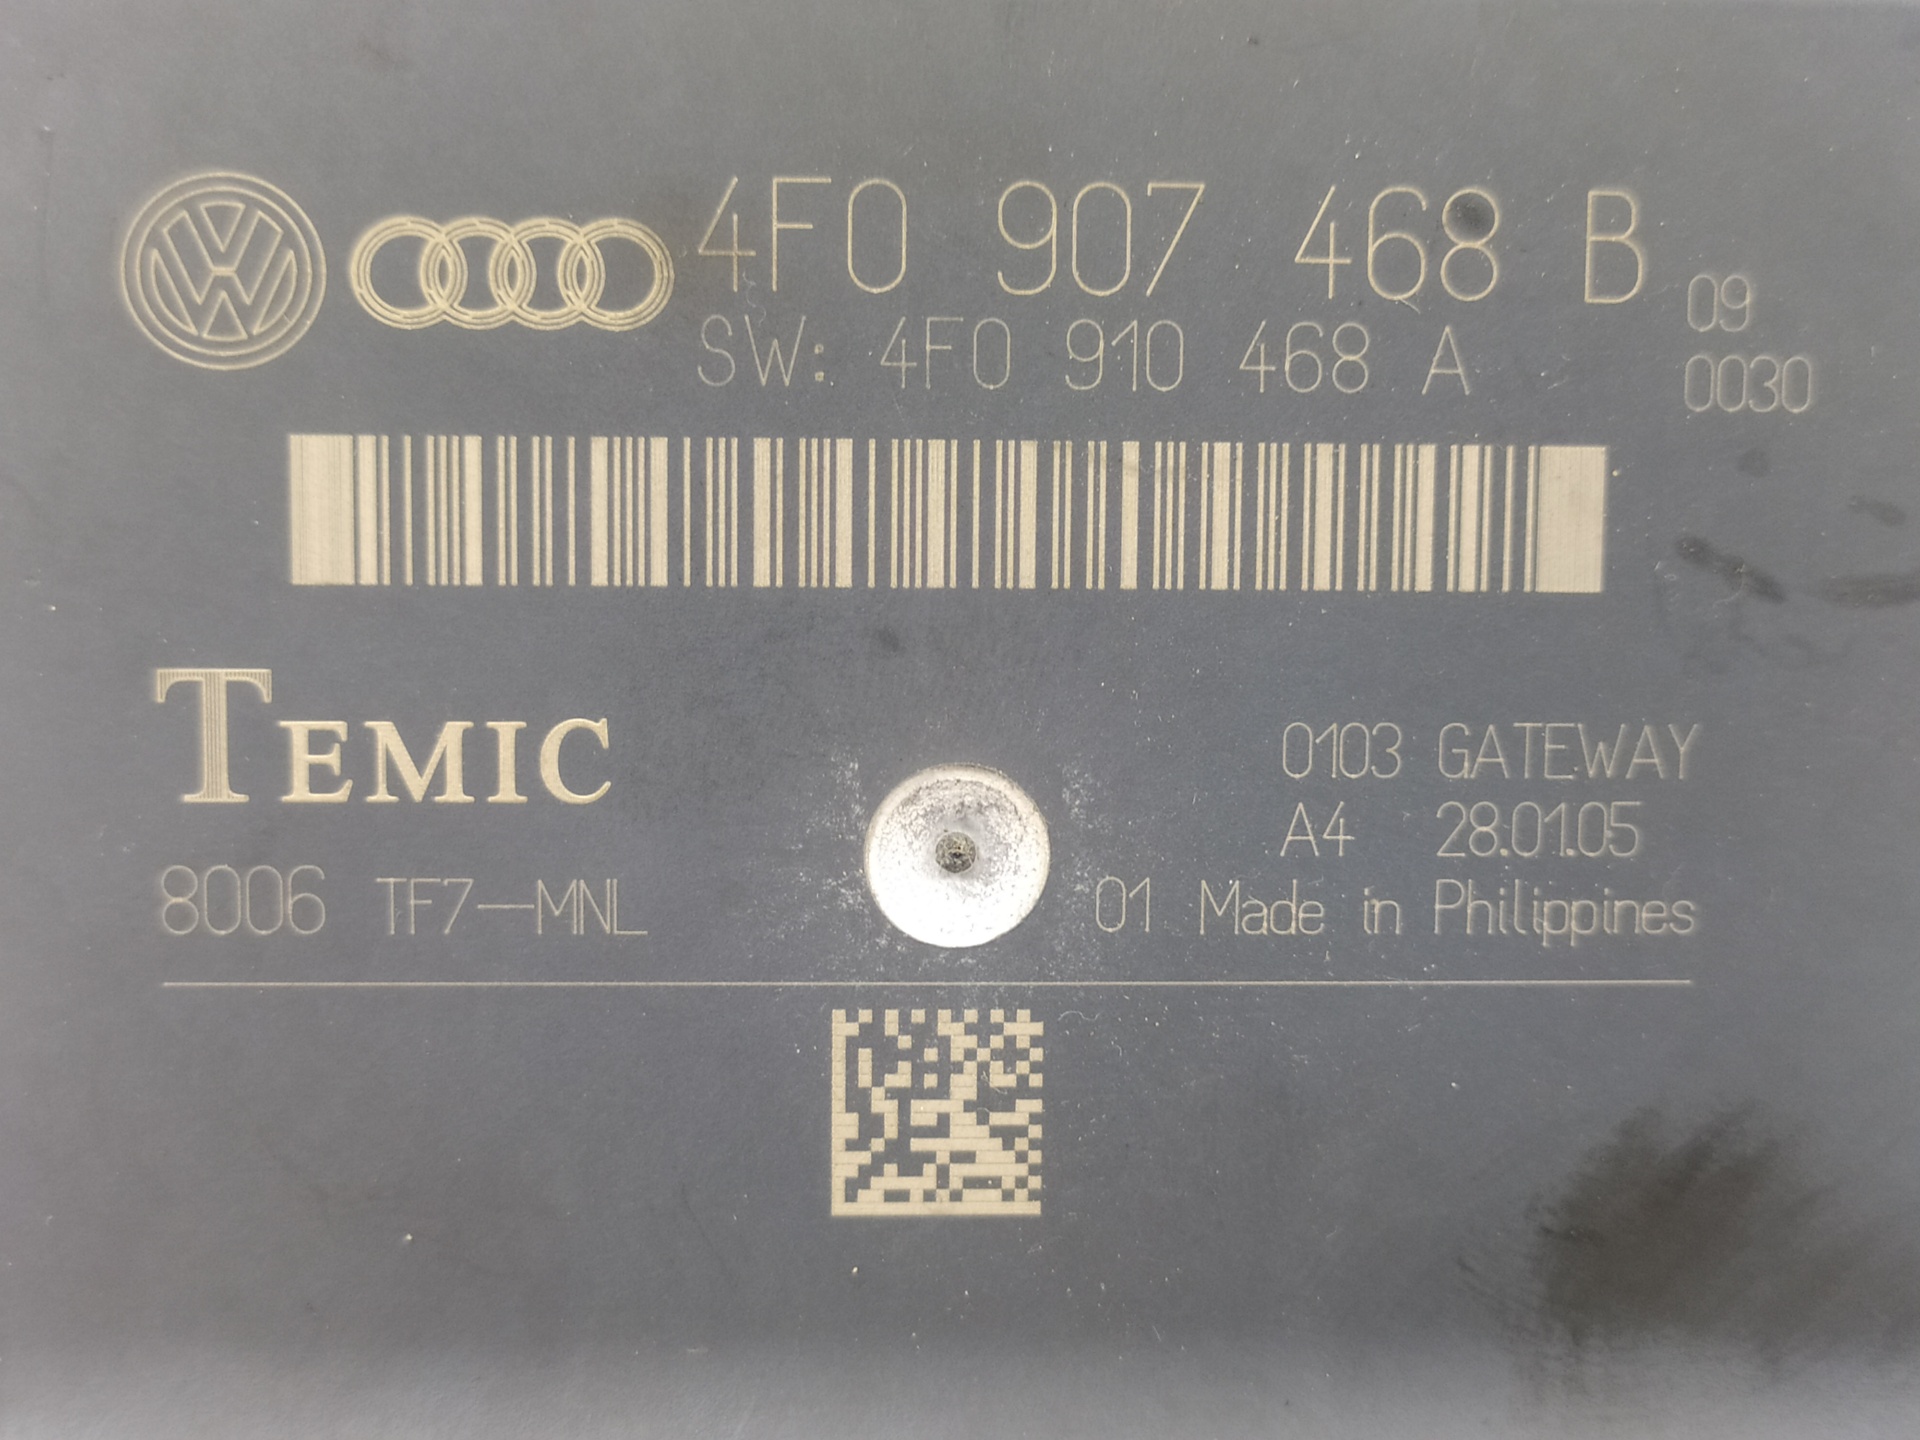 4F0 907 468 B
09
SW: 4F0 910 468 A
0030
TEMIC
0103 GATEWAY
A4 28.01.05
8006 TF7-MNL
01 Made in Philippines